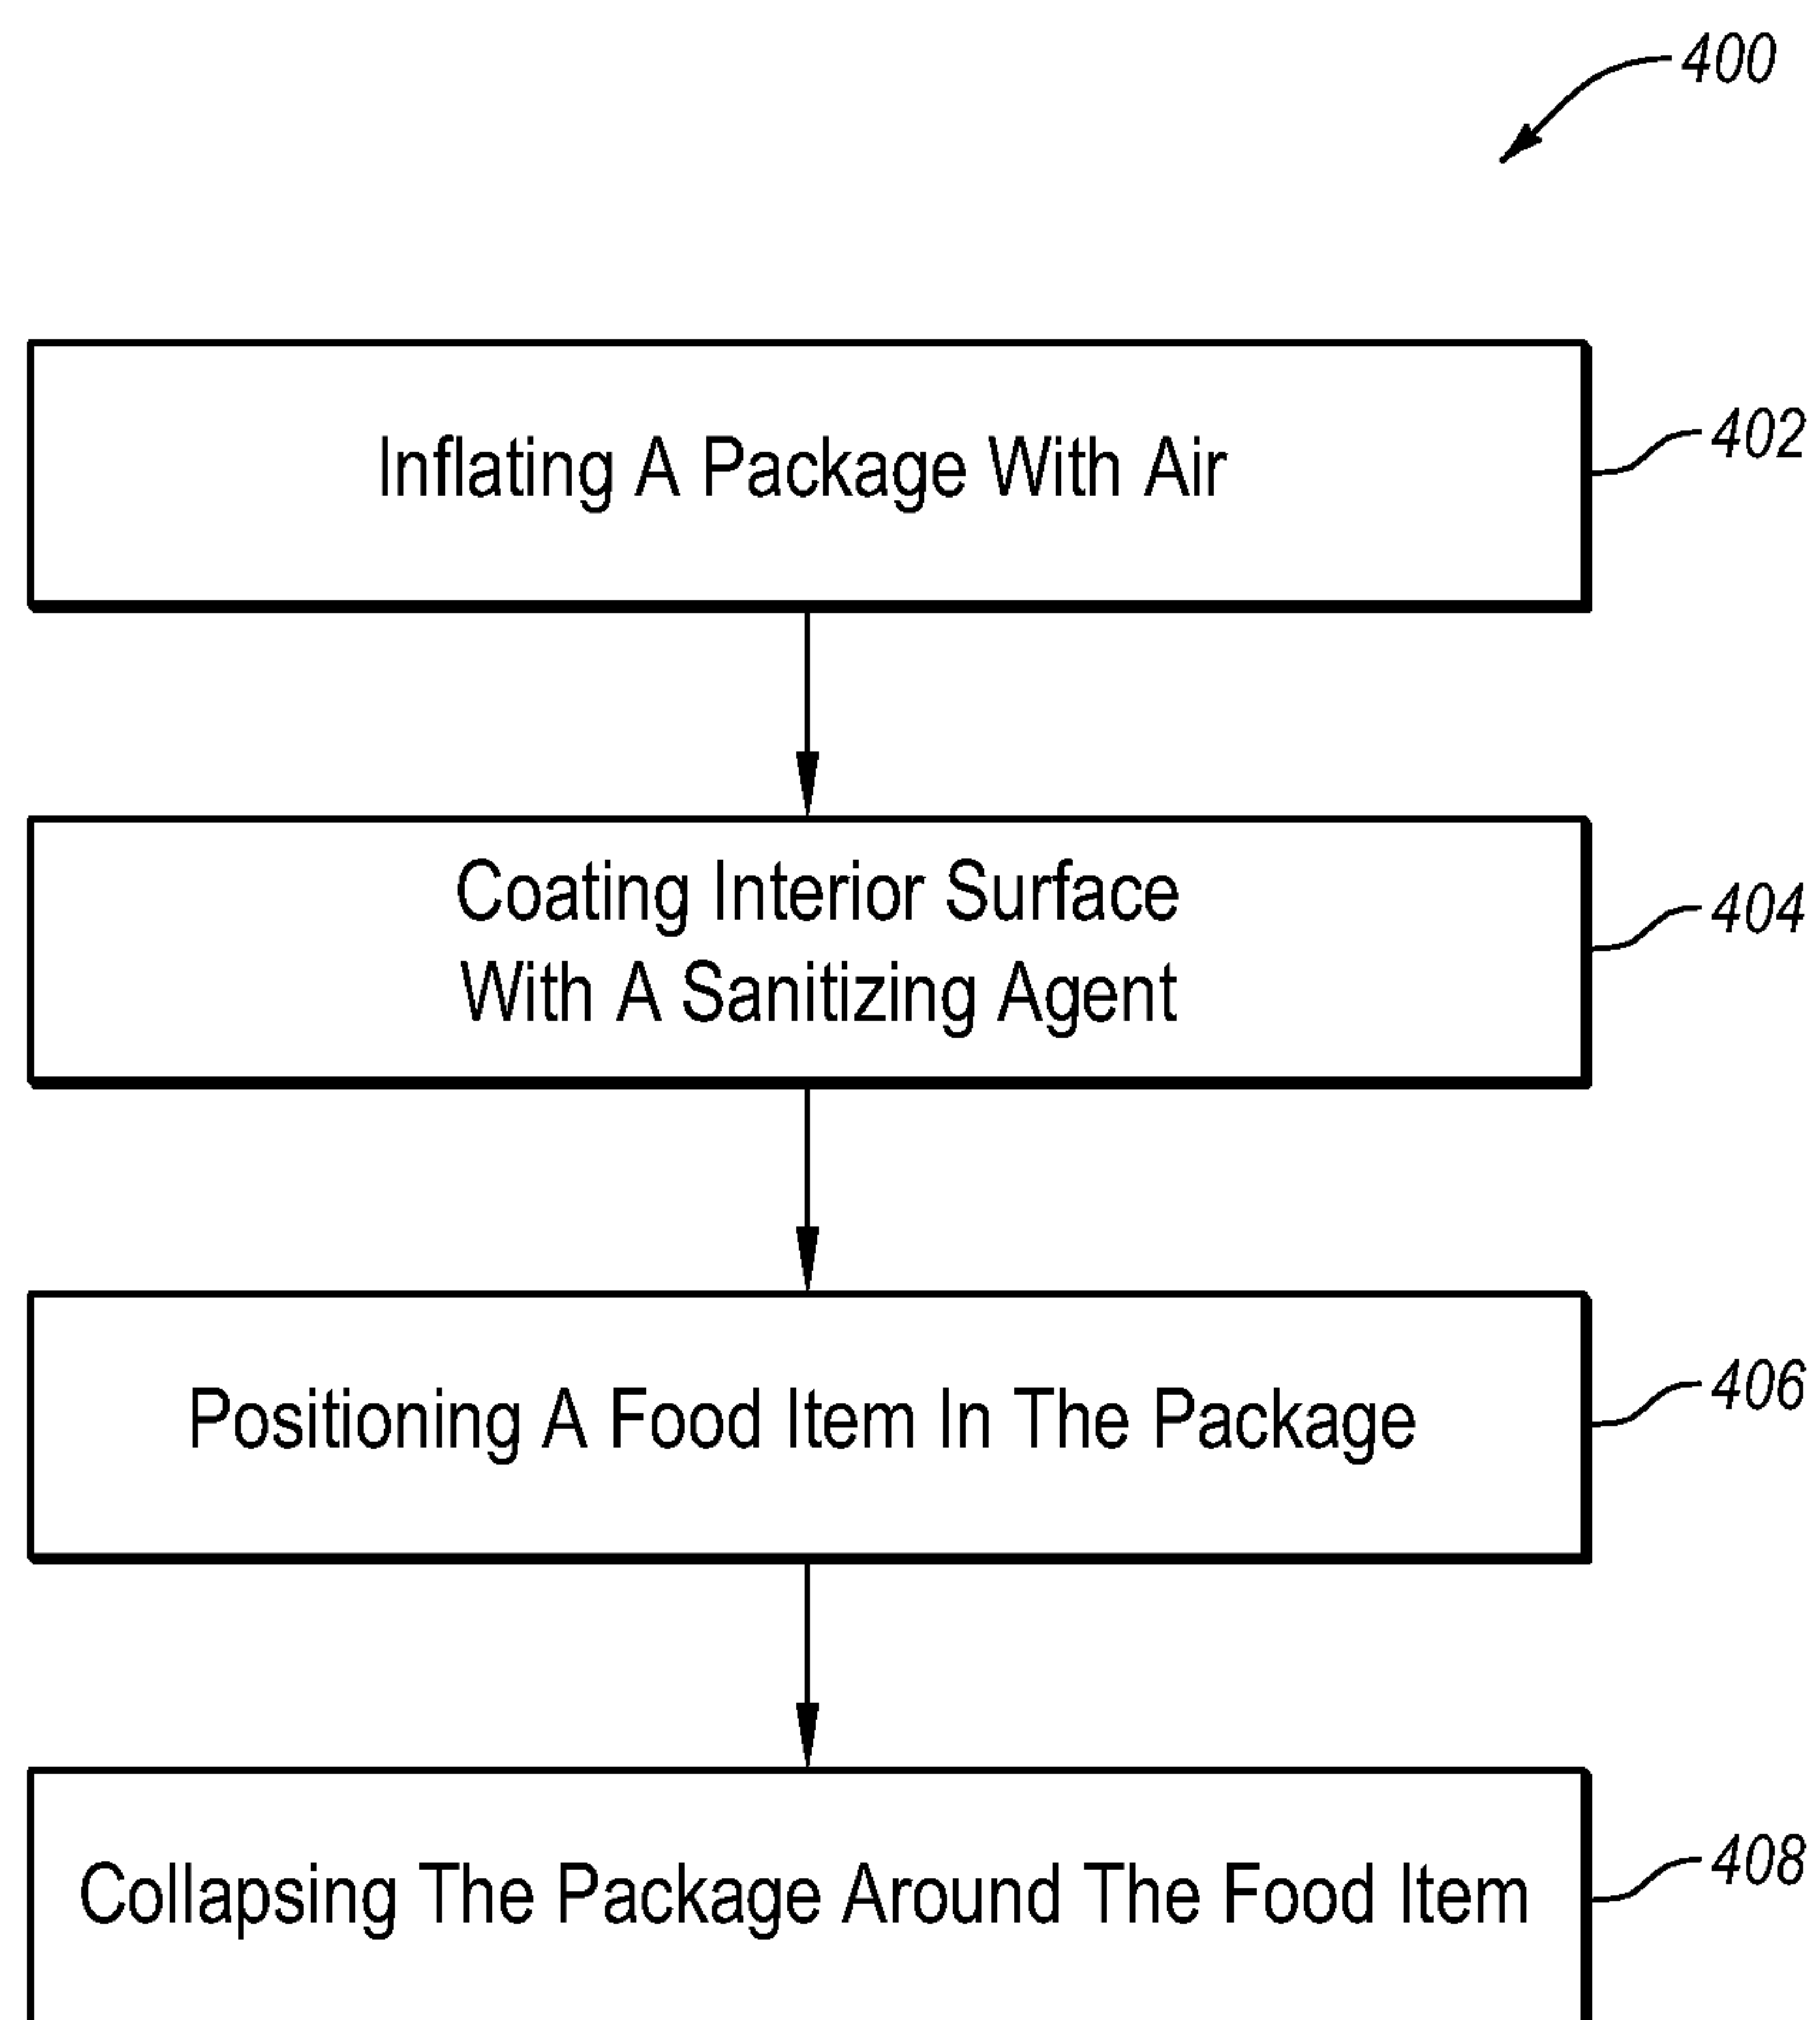 400
Inflating A Package With Air
402
Coating Interior Surface
With A Sanitizing Agent
404
Positioning A Food Item In The Package
406
Collapsing The Package Around The Food Item
408